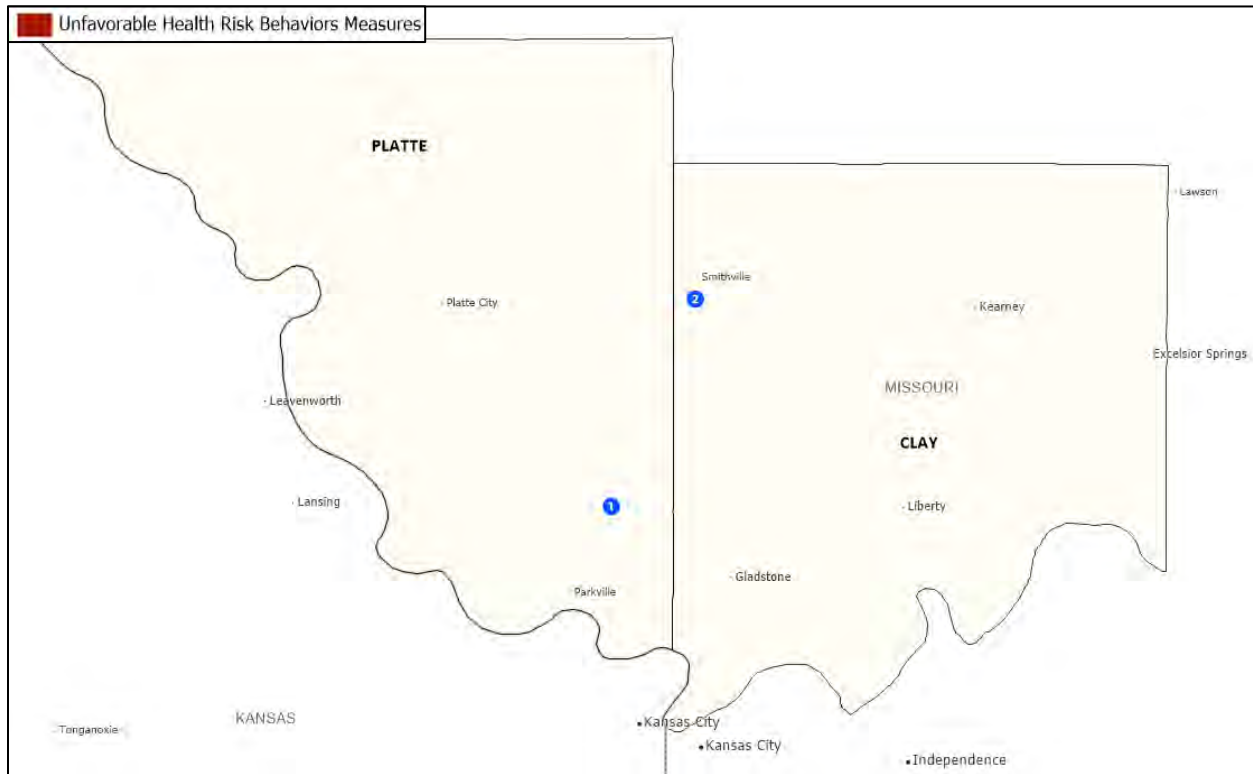 Unfavorable Health Risk Behaviors Measures
PLATTE
Lawson
Smithville
2
Platte City
Kearney
Excelsior Springs
MISSOURI
Leavenworth
CLAY
Lansing
1
Liberty
Gladstone
Parkville
KANSAS
Kansas City
Tonganoxie
Kansas City
Independence